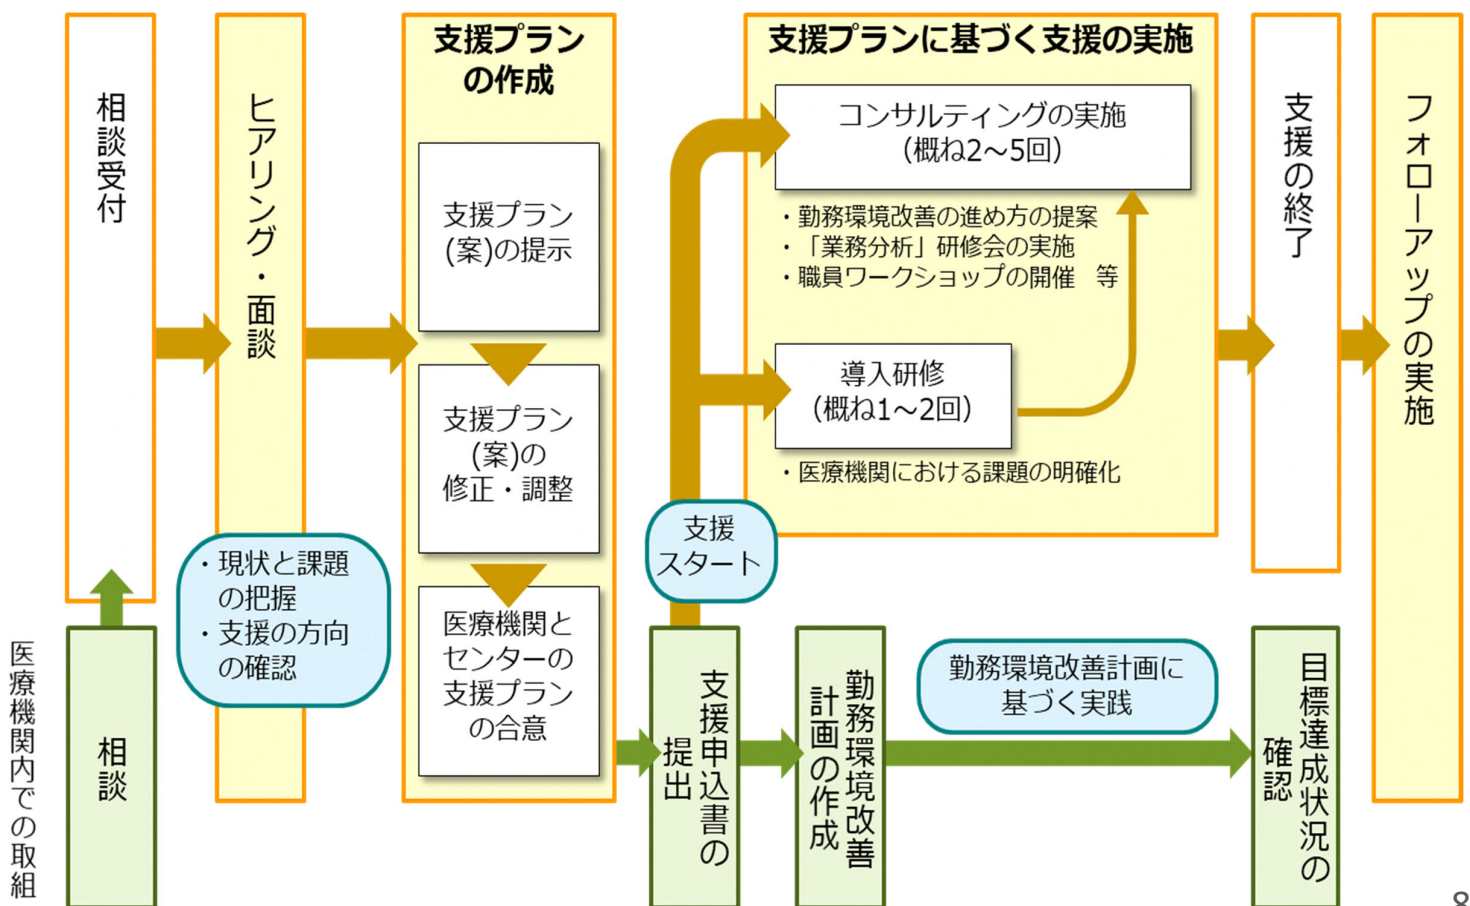 相談受付
ヒアリング・面談
支援プラン
の作成
支援プラン
(案)の提示
支援プラン
(案)の
修正・調整
医療機関と
センターの
支援プラン
の合意
支援プランに基づく支援の実施
コンサルティングの実施
(概ね2～5回)
・勤務環境改善の進め方の提案
・「業務分析」研修会の実施
・職員ワークショップの開催　等
導入研修
(概ね1～2回)
・医療機関における課題の明確化
支援の終了
フォローアップの実施
・現状と課題
の把握
・支援の方向
の確認
支援
スタート
医療機関内での取組
相談
支援申込書の
提出
勤務環境改善
計画の作成
勤務環境改善計画に
基づく実践
目標達成状況の
確認
8